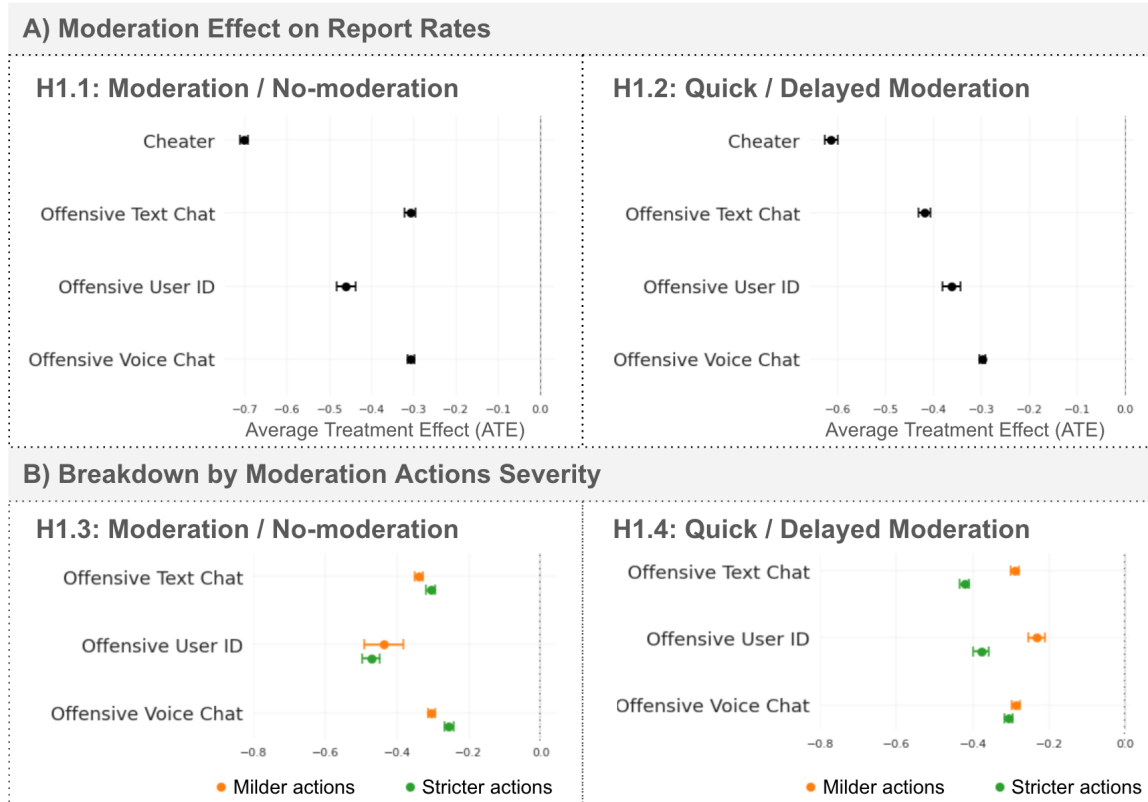 A) Moderation Effect on Report Rates
H1.1: Moderation / No-moderation
Cheater
Offensive Text Chat
Offensive User ID
Offensive Voice Chat
−0.7 −0.6 −0.5 −0.4 −0.3 −0.2 −0.1 0.0
Average Treatment Effect (ATE)
H1.2: Quick / Delayed Moderation
Cheater
Offensive Text Chat
Offensive User ID
Offensive Voice Chat
−0.6 −0.5 −0.4 −0.3 −0.2 −0.1 0.0
Average Treatment Effect (ATE)
B) Breakdown by Moderation Actions Severity
H1.3: Moderation / No-moderation
Offensive Text Chat
Offensive User ID
Offensive Voice Chat
−0.8 −0.6 −0.4 −0.2 0.0
Milder actions Stricter actions
H1.4: Quick / Delayed Moderation
Offensive Text Chat
Offensive User ID
Offensive Voice Chat
−0.8 −0.6 −0.4 −0.2 0.0
Milder actions Stricter actions